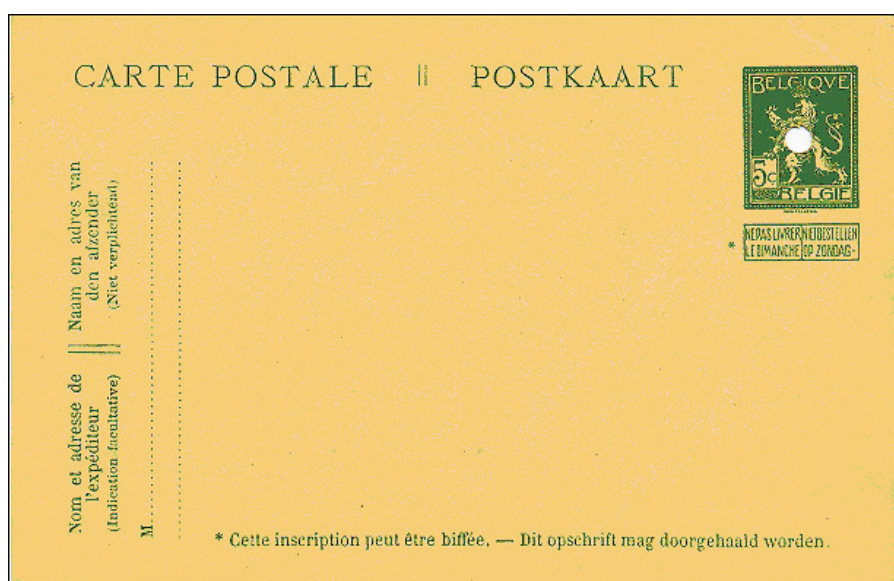 CARTE POSTALE || POSTKAART
BELGIQVE
5c
BELGIË
* NE PAS LIVRER LE DIMANCHE
NIET BESTELLEN OP ZONDAG-
Naam en adres van
den afzender
(Niet verplichtend)
Nom et adresse de
l'expéditeur
(Indication facultative)
M
* Cette inscription peut être biffée. — Dit opschrift mag doorgehaald worden.